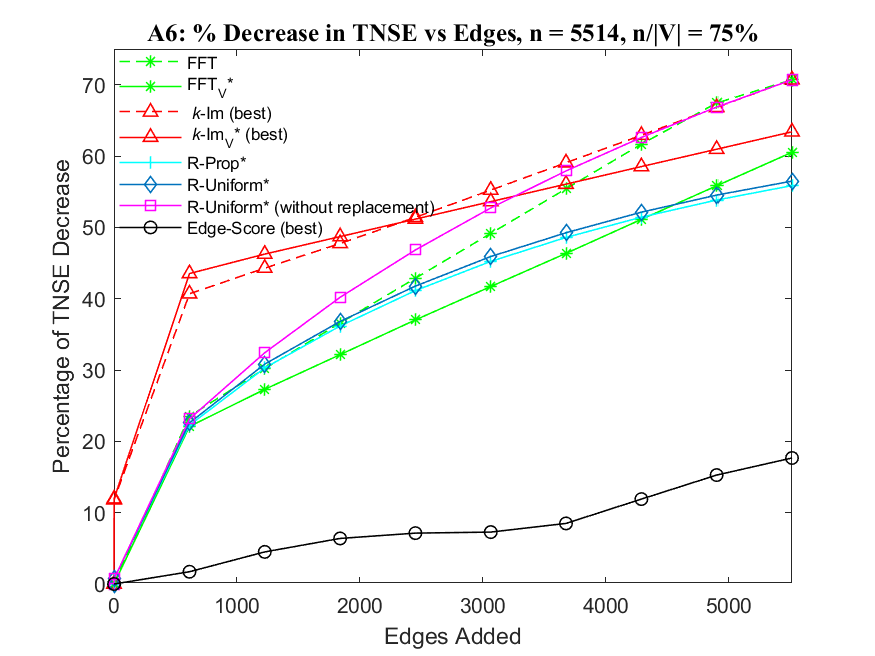 A6: % Decrease in TNSE vs Edges, n = 5514, n/|V| = 75%
FFT
FFT_V*
k-Im (best)
k-Im_V* (best)
R-Prop*
R-Uniform*
R-Uniform* (without replacement)
Edge-Score (best)
Percentage of TNSE Decrease
70
60
50
40
30
20
10
0
0 1000 2000 3000 4000 5000
Edges Added